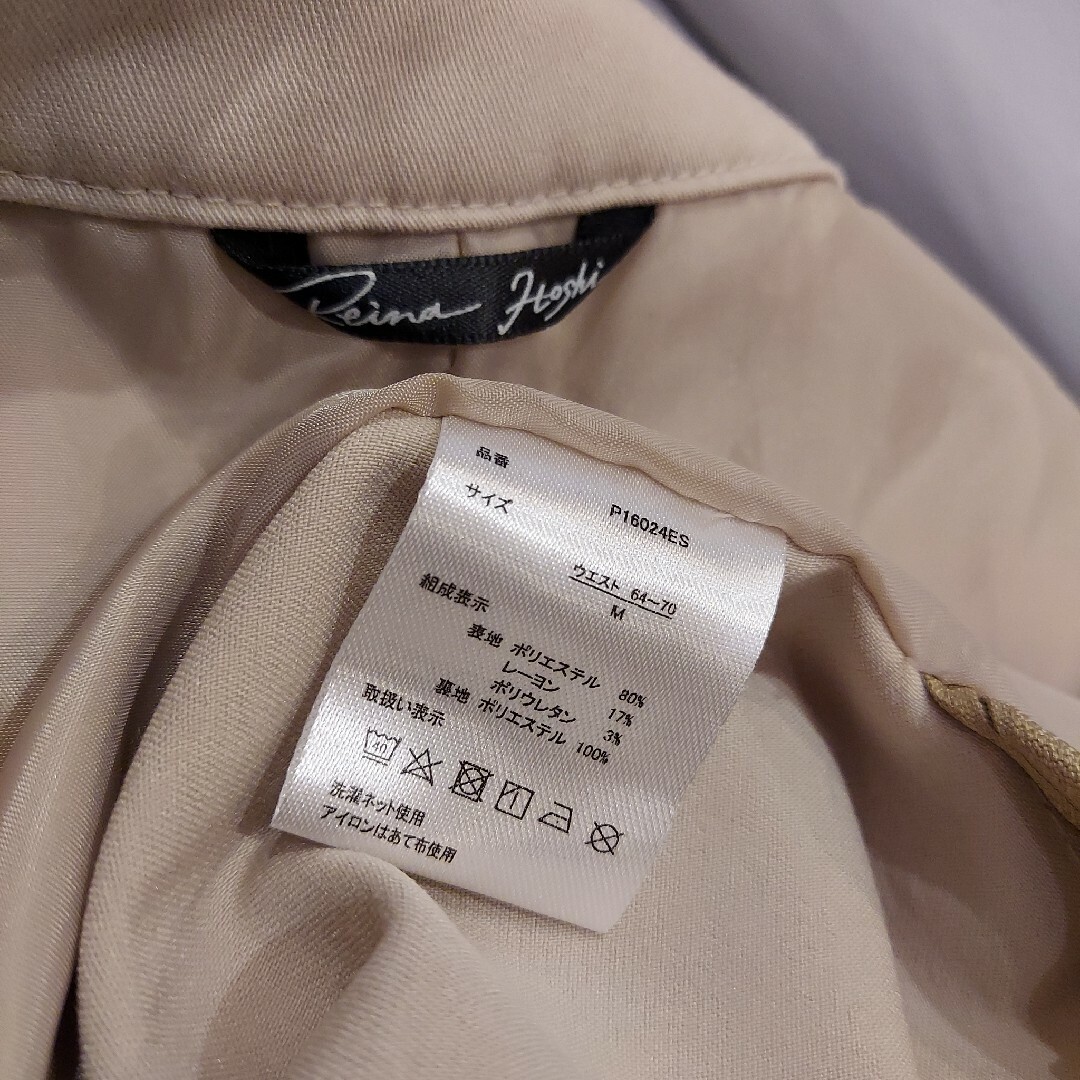 Reina Hoshi
品番
P16024ES
サイズ
ウエスト 64−70
M
組成表示
表地 ポリエステル 80%
レーヨン 17%
ポリウレタン 3%
裏地 ポリエステル 100%
取扱い表示
40
洗濯ネット使用
アイロンはあて布使用